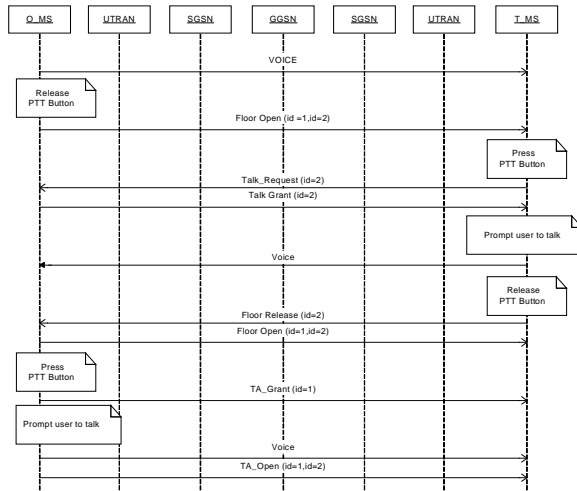 O_MS UTRAN SGSN GGSN SGSN UTRAN T_MS
VOICE
Release
PTT Button
Floor Open (id =1,id=2)
Press
PTT Button
Talk_Request (id=2)
Talk Grant (id=2)
Prompt user to talk
Voice
Release
PTT Button
Floor Release (id=2)
Floor Open (id=1,id=2)
Press
PTT Button
TA_Grant (id=1)
Prompt user to talk
Voice
TA_Open (id=1,id=2)